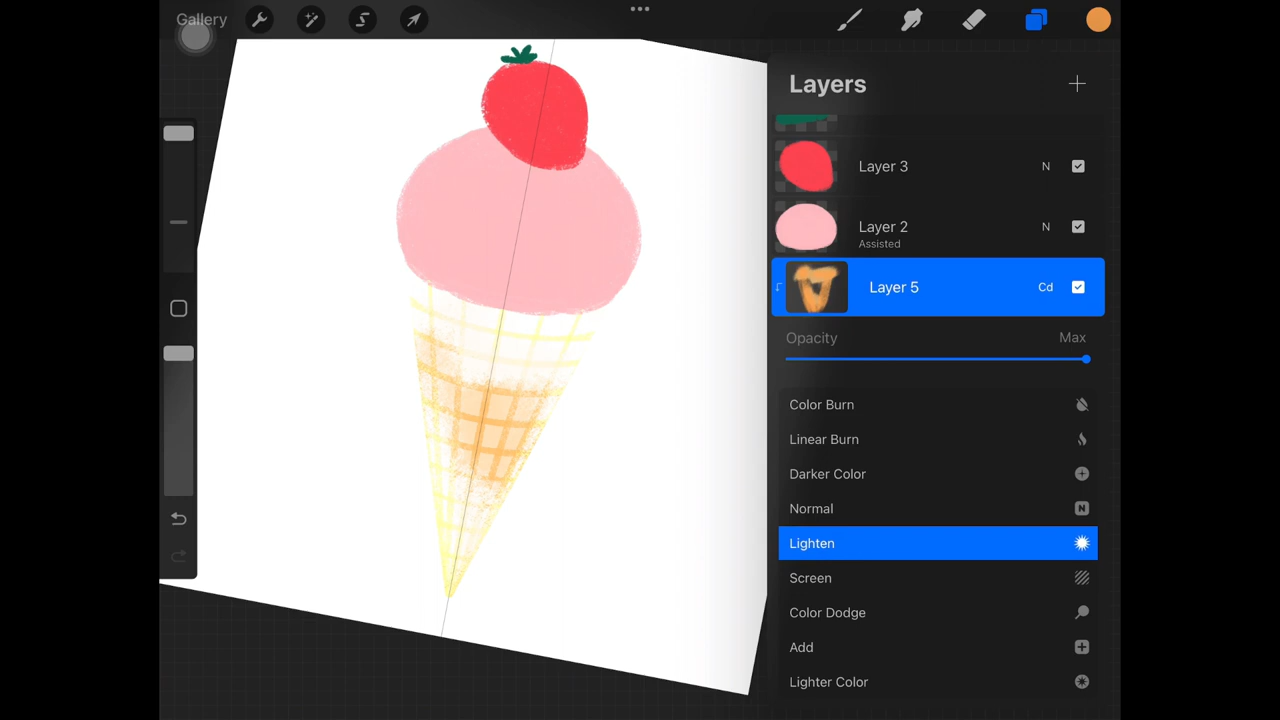 Gallery
Layers
Layer 3 N
Layer 2 N
Assisted
Layer 5 Cd
Opacity Max
Color Burn
Linear Burn
Darker Color
Normal N
Lighten
Screen
Color Dodge
Add
Lighter Color